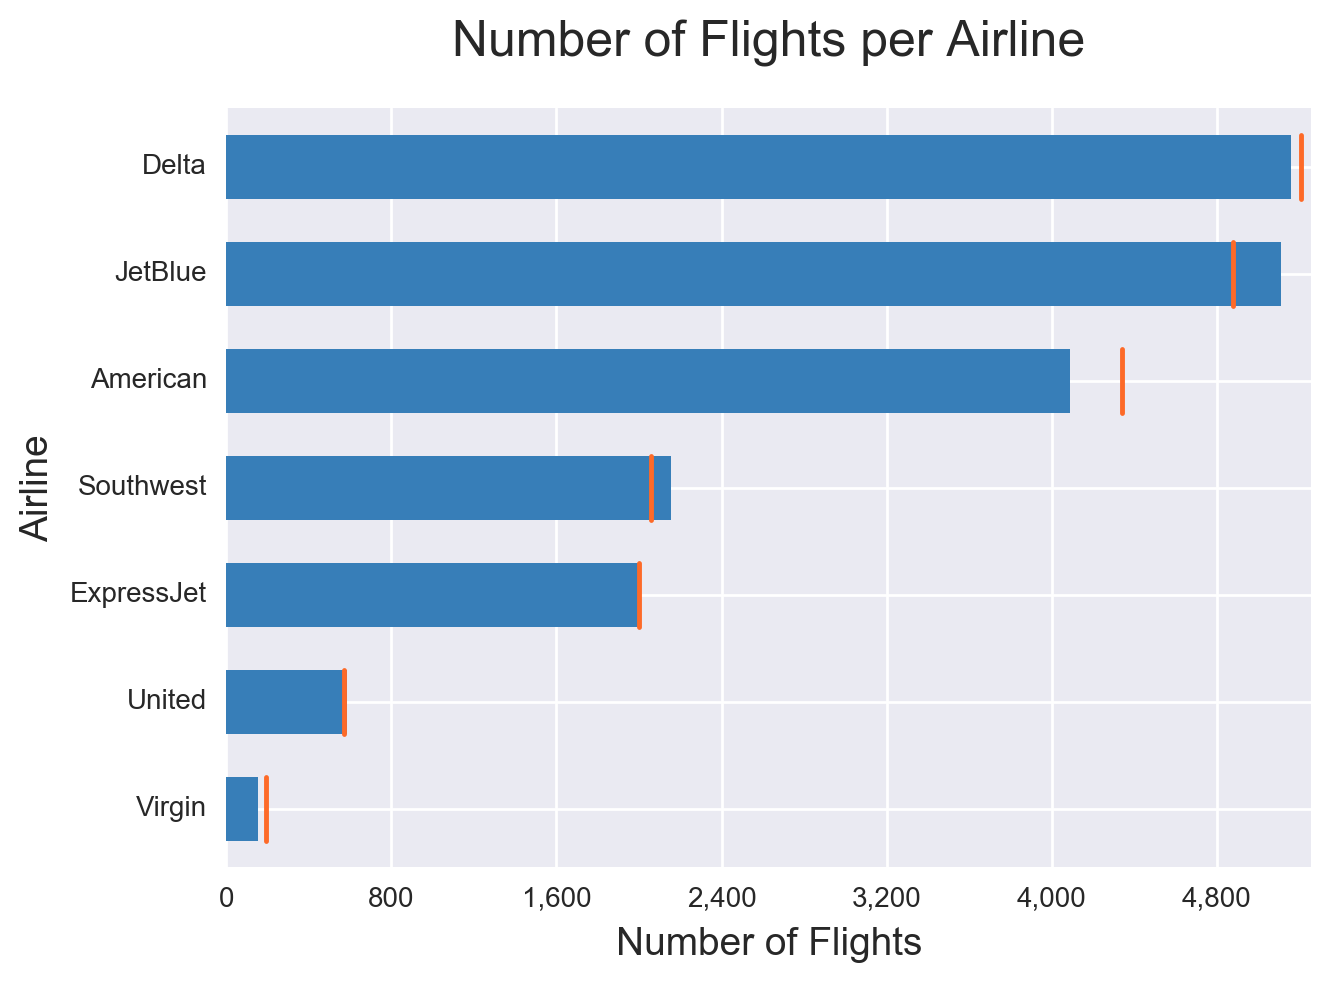 Number of Flights per Airline
Airline
Delta
JetBlue
American
Southwest
ExpressJet
United
Virgin
0 800 1,600 2,400 3,200 4,000 4,800
Number of Flights